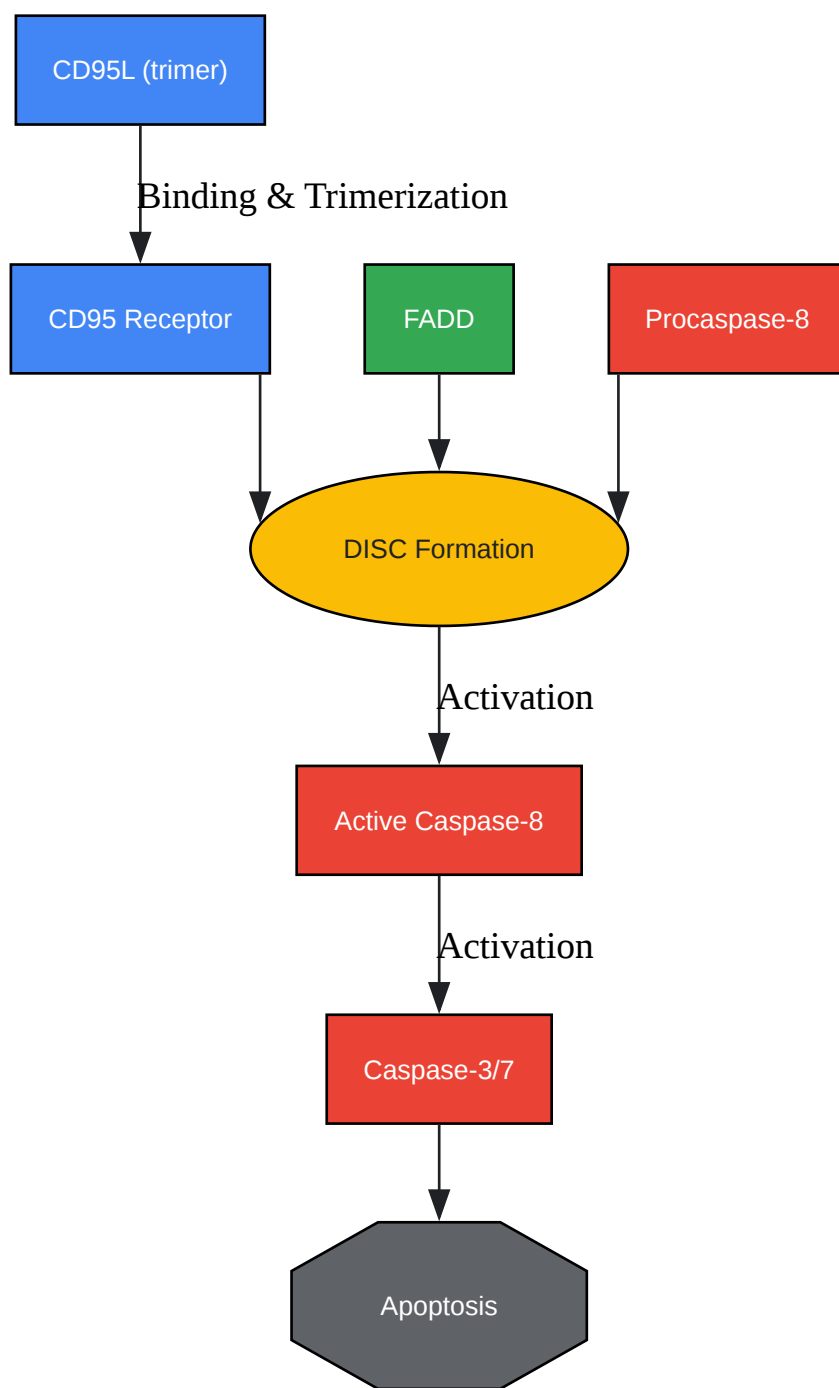 CD95L (trimer)
Binding & Trimerization
CD95 Receptor
FADD
Procaspase-8
DISC Formation
Activation
Active Caspase-8
Activation
Caspase-3/7
Apoptosis